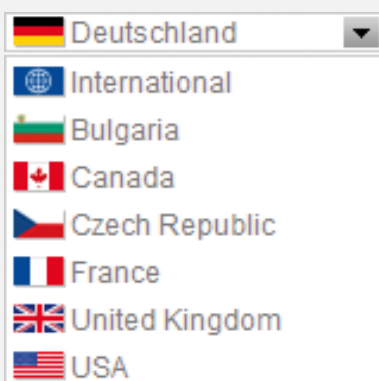 Deutschland
International
Bulgaria
Canada
Czech Republic
France
United Kingdom
USA